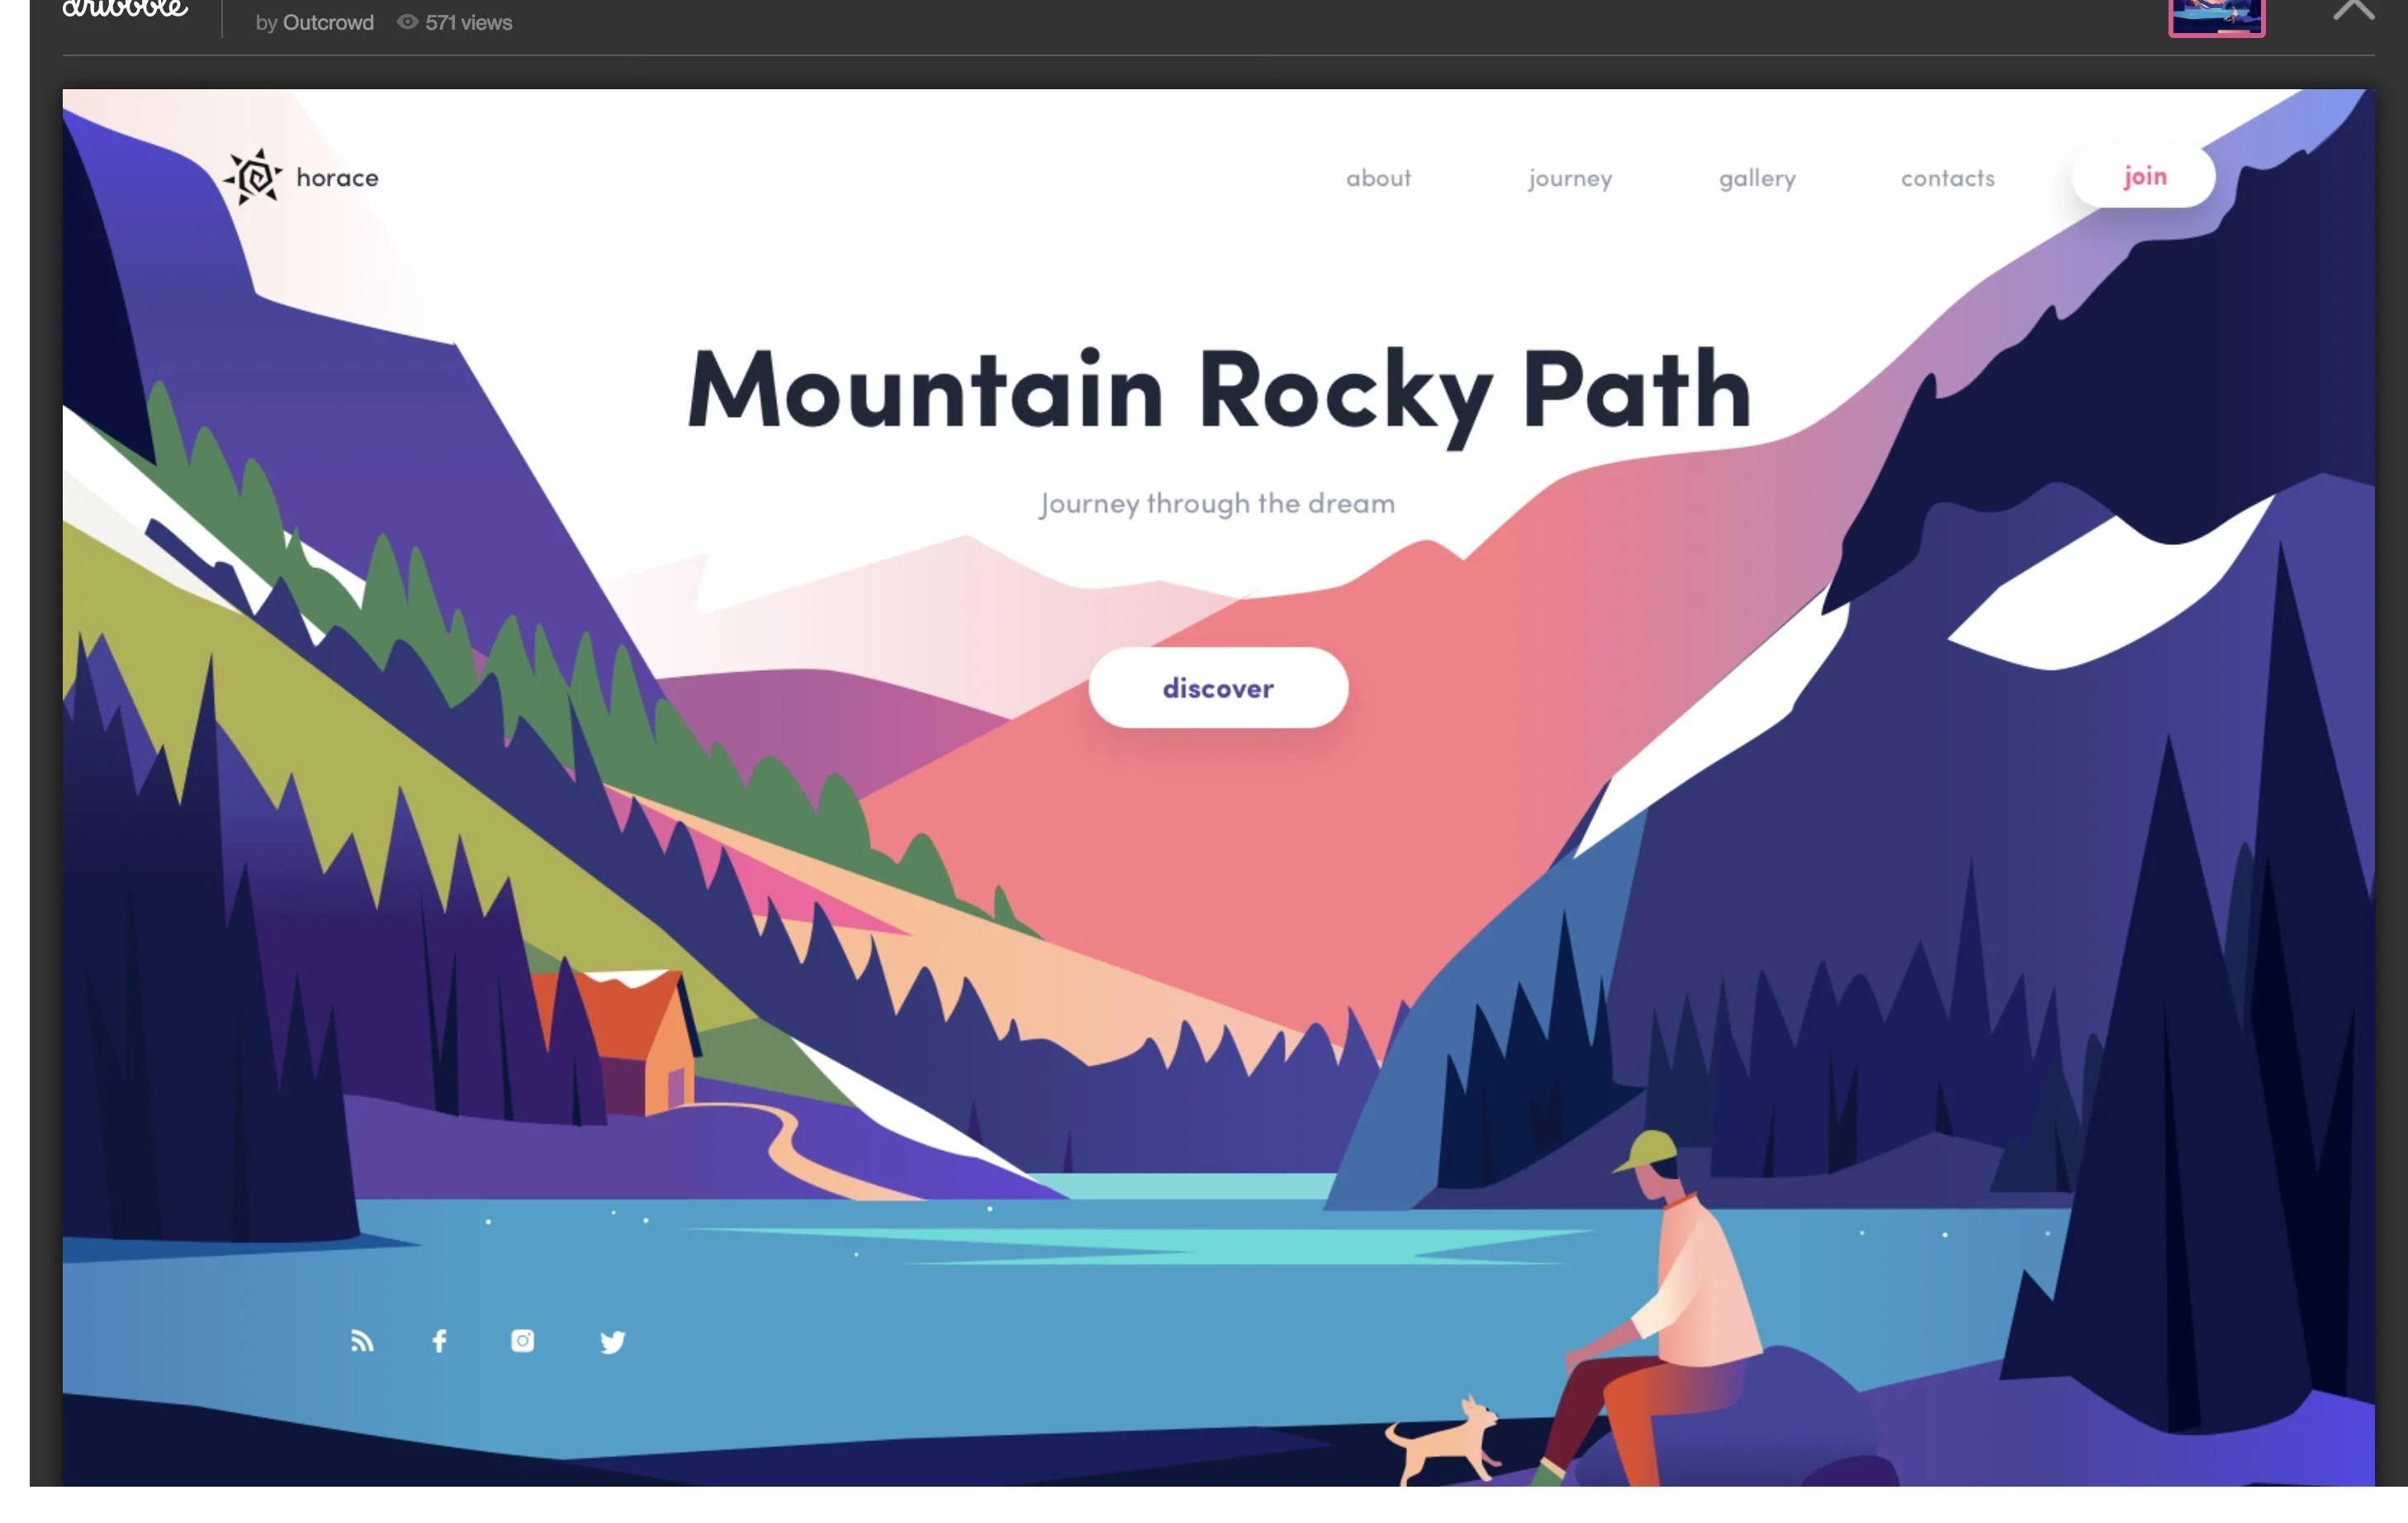 dribbble
by Outcrowd 571 views
horace
about journey gallery contacts join
Mountain Rocky Path
Journey through the dream
discover